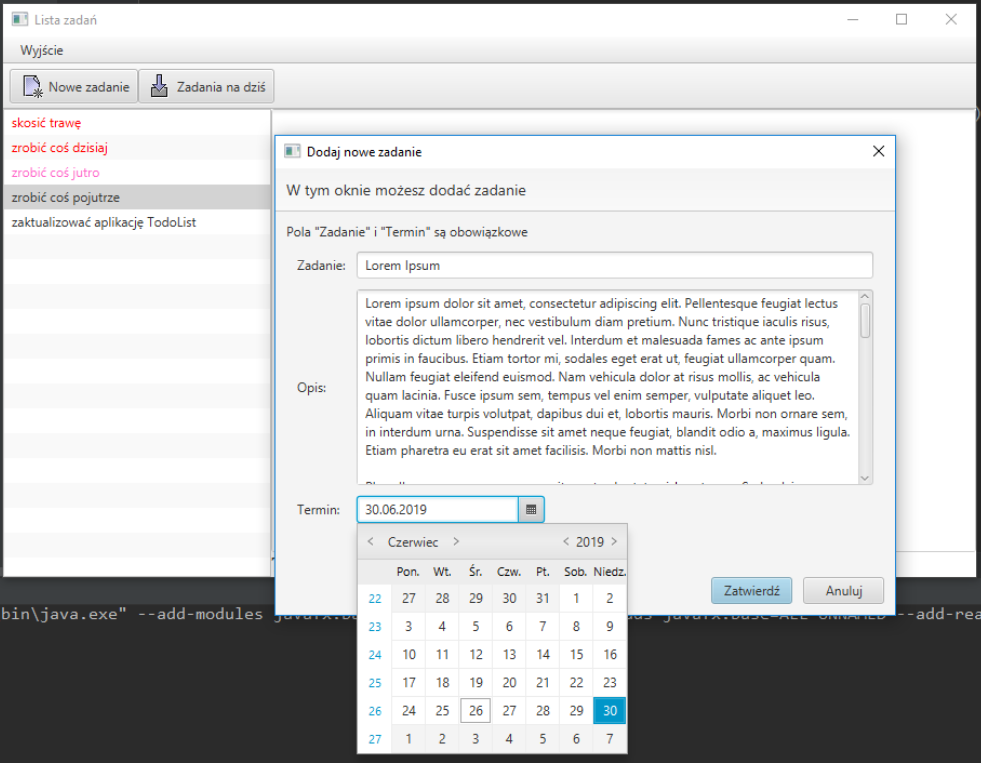 Lista zadań
Wyjście
Nowe zadanie
Zadania na dziś
skosić trawę
zrobić coś dzisiaj
zrobić coś jutro
zrobić coś pojutrze
zaktualizować aplikację TodoList
Dodaj nowe zadanie
W tym oknie możesz dodać zadanie
Pola "Zadanie" i "Termin" są obowiązkowe
Zadanie: Lorem Ipsum
Opis:
Lorem ipsum dolor sit amet, consectetur adipiscing elit. Pellentesque feugiat lectus
vitae dolor ullamcorper, nec vestibulum diam pretium. Nunc tristique iaculis risus,
lobortis dictum libero hendrerit vel. Interdum et malesuada fames ac ante ipsum
primis in faucibus. Etiam tortor mi, sodales eget erat ut, feugiat ullamcorper quam.
Nullam feugiat eleifend euismod. Nam vehicula dolor at risus mollis, ac vehicula
quam lacinia. Fusce ipsum sem, tempus vel enim semper, vulputate aliquet leo.
Aliquam vitae turpis volutpat, dapibus dui et, lobortis mauris. Morbi non ornare sem,
in interdum urna. Suspendisse sit amet neque feugiat, blandit odio a, maximus ligula.
Etiam pharetra eu erat sit amet facilisis. Morbi non mattis nisl.
Termin: 30.06.2019
< Czerwiec > < 2019 >
Pon. Wt. Śr. Czw. Pt. Sob. Niedz.
22 27 28 29 30 31 1 2
23 3 4 5 6 7 8 9
24 10 11 12 13 14 15 16
25 17 18 19 20 21 22 23
26 24 25 26 27 28 29 30
27 1 2 3 4 5 6 7
Zatwierdź
Anuluj
bin\java.exe" --add-modules --add-rea